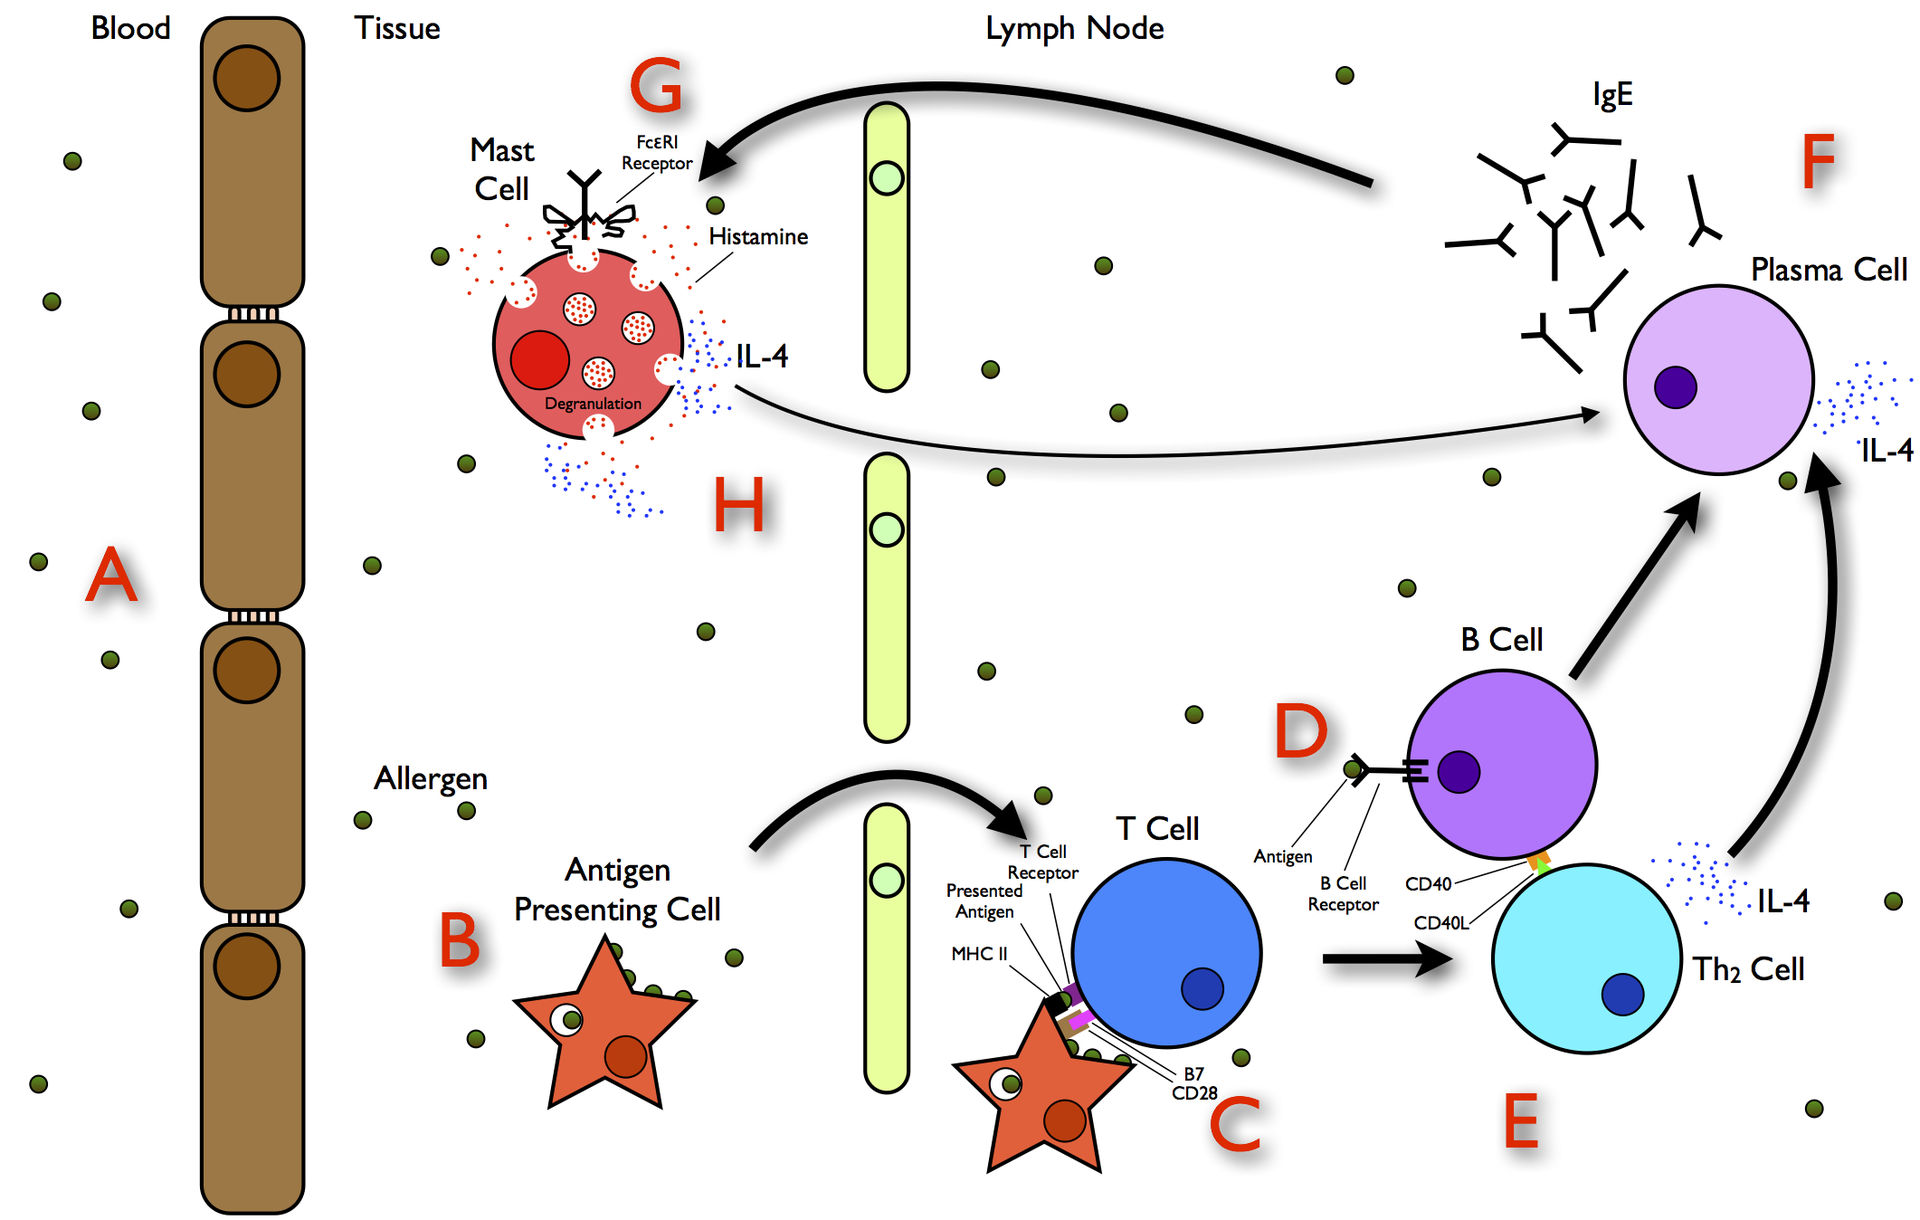 Blood
Tissue
Lymph Node
G
IgE
FcεRI
Receptor
Mast
Cell
F
Histamine
Plasma Cell
IL-4
Degranulation
IL-4
H
A
B Cell
D
Allergen
T Cell
T Cell
Receptor
Antigen
Presenting Cell
Presented
Antigen
Antigen
B Cell
Receptor
CD40
CD40L
IL-4
B
MHC II
Th2 Cell
B7
CD28
C
E